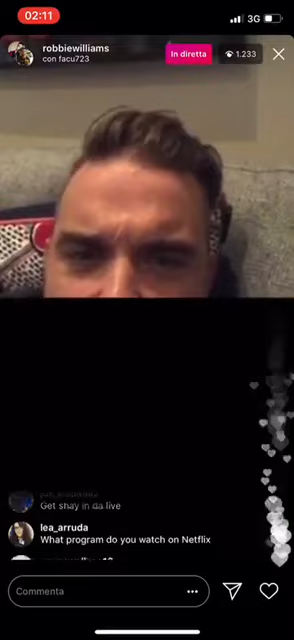 02:11
3G
robbiewilliams
con facu723
In diretta
1.233
Get shay in da live
lea_arruda
What program do you watch on Netflix
Commenta